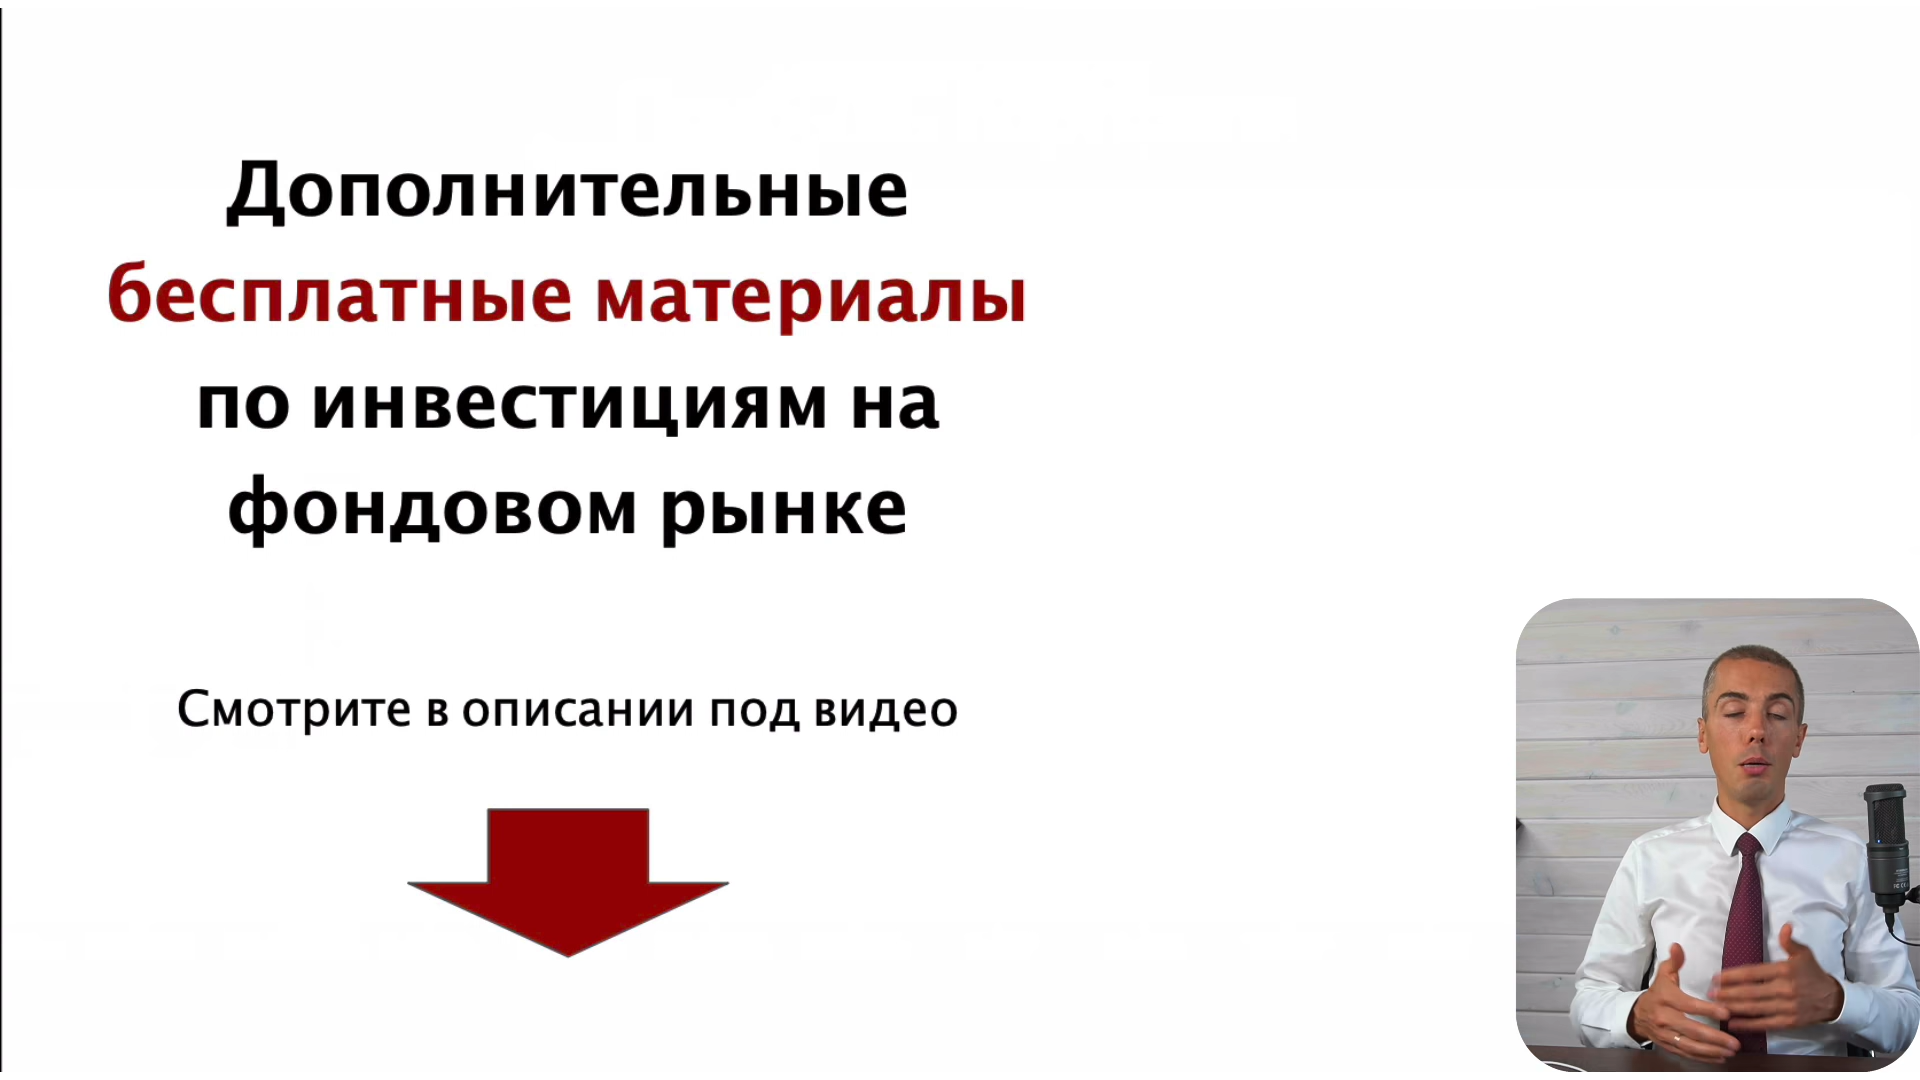 Дополнительные
бесплатные материалы
по инвестициям на
фондовом рынке
Смотрите в описании под видео